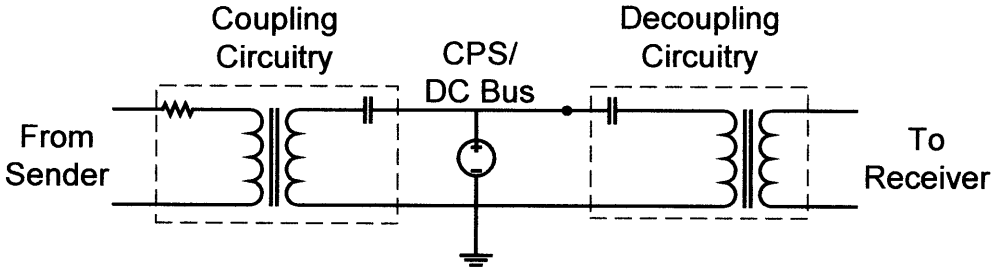 Coupling
Circuitry
CPS/
DC Bus
Decoupling
Circuitry
From
Sender
To
Receiver